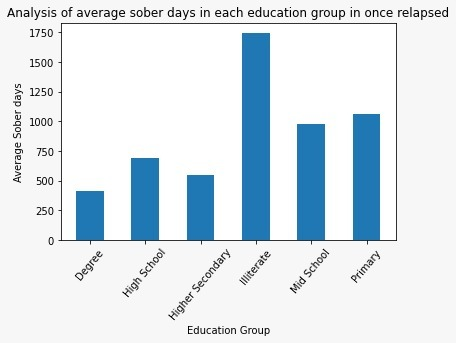 Analysis of average sober days in each education group in once relapsed
1750
1500
1250
1000
750
500
250
0
Average Sober days
Degree
High School
Higher Secondary
Illiterate
Mid School
Primary
Education Group